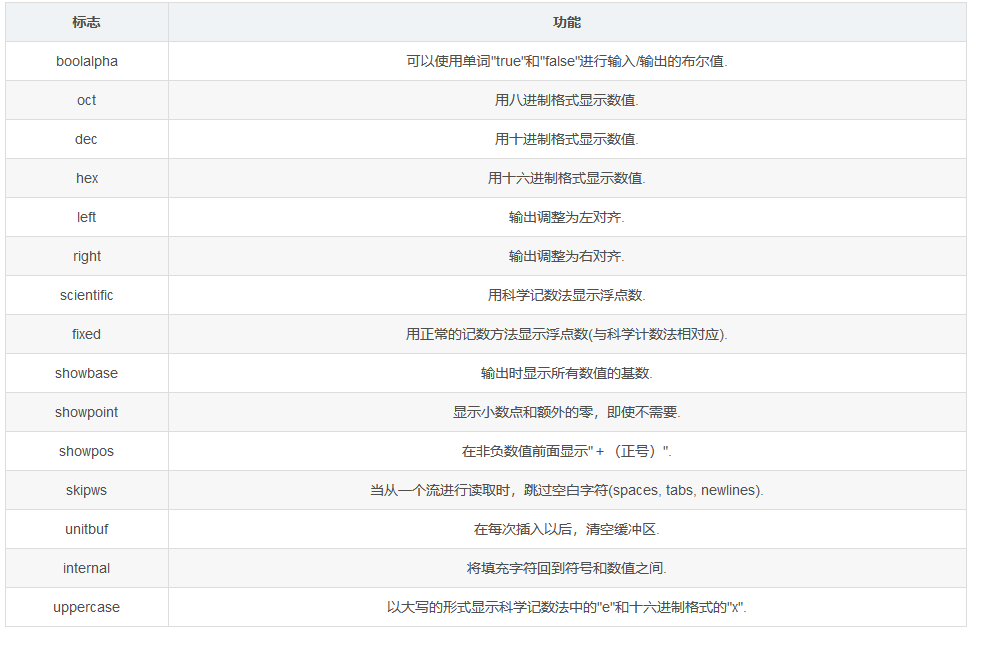 标志 功能
boolalpha 可以使用单词"true"和"false"进行输入/输出的布尔值.
oct 用八进制格式显示数值.
dec 用十进制格式显示数值.
hex 用十六进制格式显示数值.
left 输出调整为左对齐.
right 输出调整为右对齐.
scientific 用科学记数法显示浮点数.
fixed 用正常的记数方法显示浮点数(与科学计数法相对应).
showbase 输出时显示所有数值的基数.
showpoint 显示小数点和额外的零，即使不需要.
showpos 在非负数值前面显示"＋（正号）".
skipws 当从一个流进行读取时，跳过空白字符(spaces, tabs, newlines).
unitbuf 在每次插入以后，清空缓冲区.
internal 将填充字符回到符号和数值之间.
uppercase 以大写的形式显示科学记数法中的"e"和十六进制格式的"x".